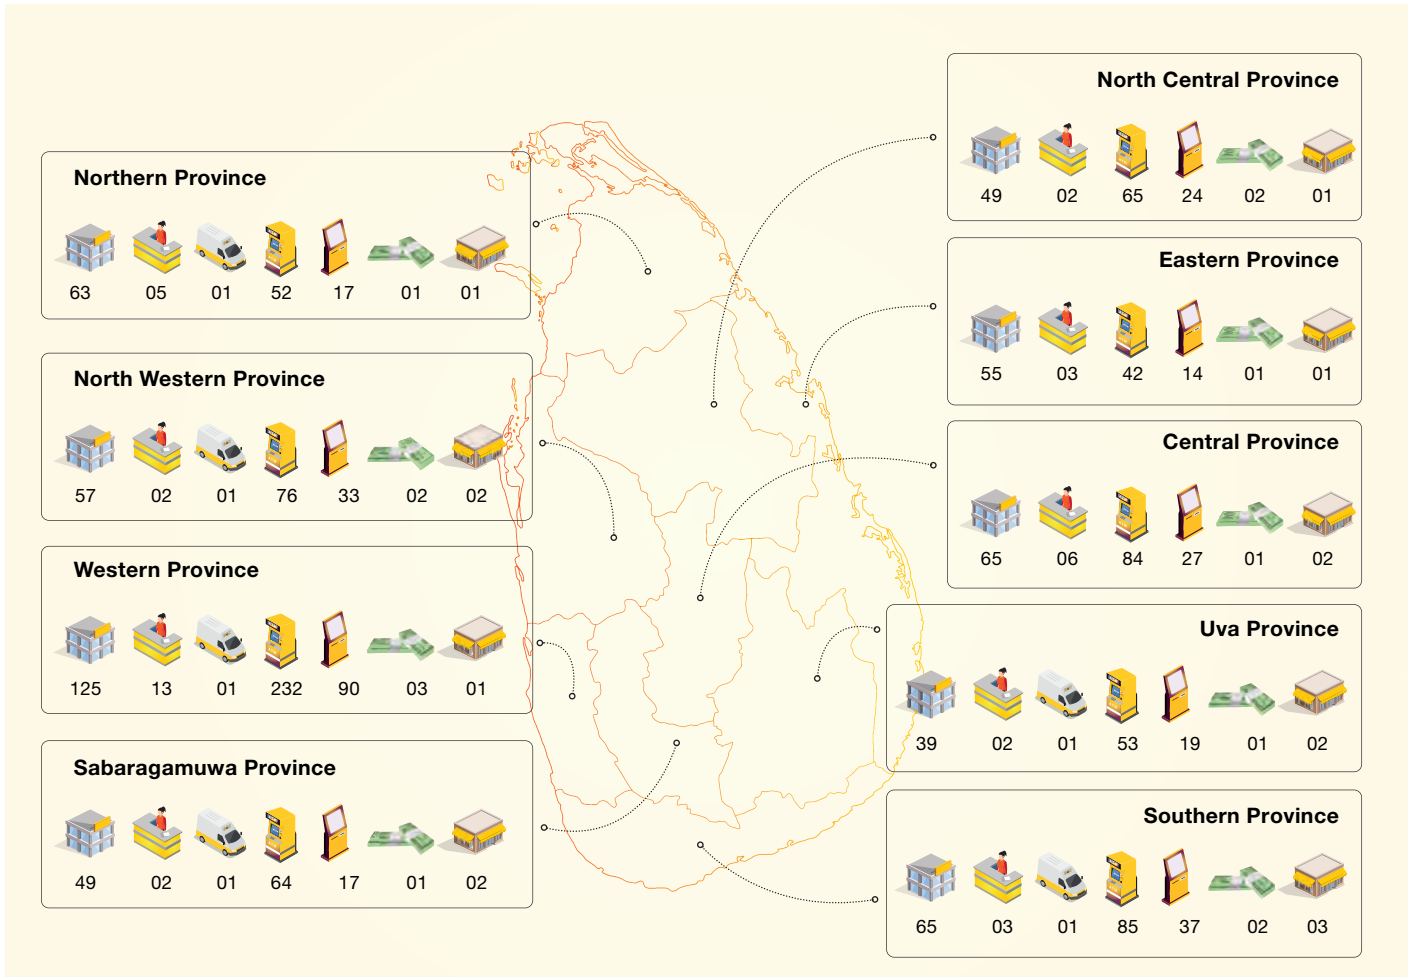 Northern Province
63 05 01 52 17 01 01
North Western Province
57 02 01 76 33 02 02
Western Province
125 13 01 232 90 03 01
Sabaragamuwa Province
49 02 01 64 17 01 02
North Central Province
49 02 65 24 02 01
Eastern Province
55 03 42 14 01 01
Central Province
65 06 84 27 01 02
Uva Province
39 02 01 53 19 01 02
Southern Province
65 03 01 85 37 02 03